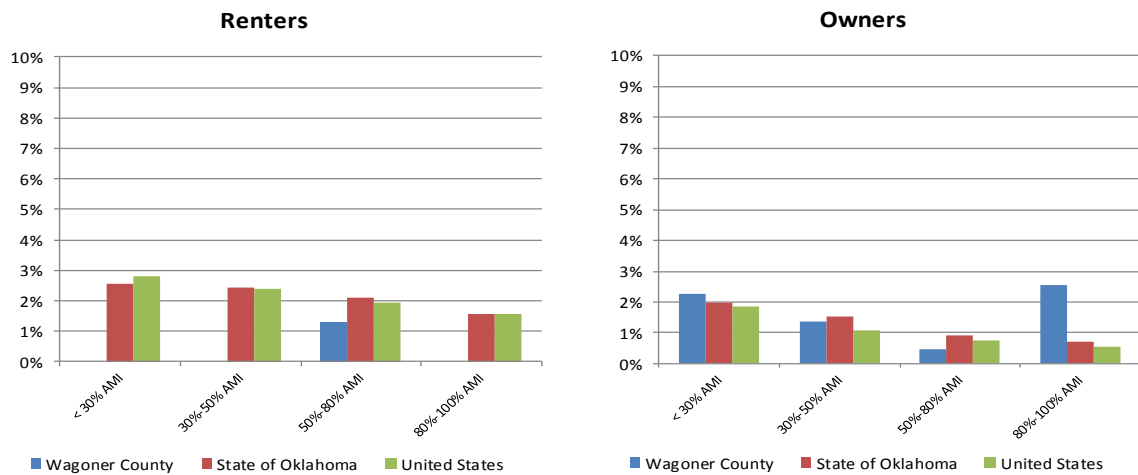 Renters
10%
9%
8%
7%
6%
5%
4%
3%
2%
1%
0%
< 30% AMI
30%-50% AMI
50%-80% AMI
80%-100% AMI
Wagoner County State of Oklahoma United States
Owners
10%
9%
8%
7%
6%
5%
4%
3%
2%
1%
0%
< 30% AMI
30%-50% AMI
50%-80% AMI
80%-100% AMI
Wagoner County State of Oklahoma United States